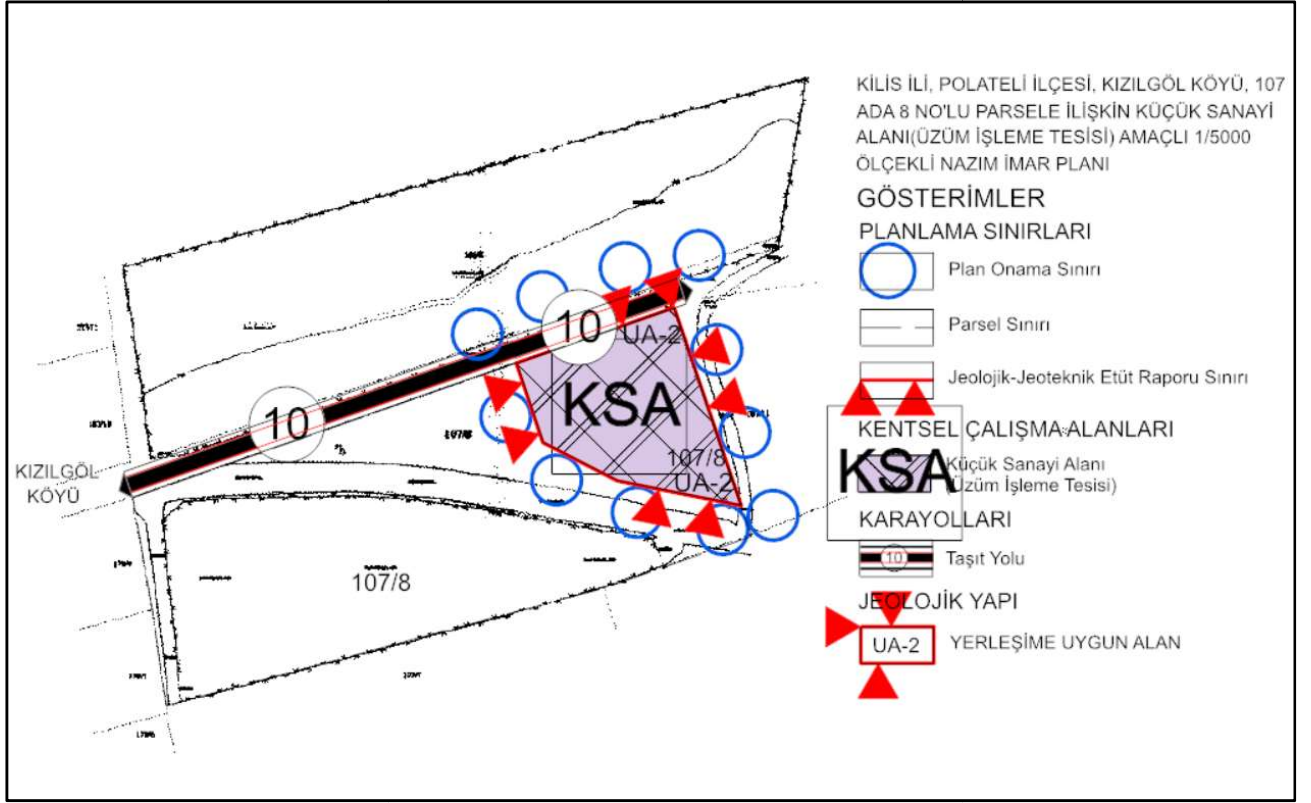 KİLİS İLİ, POLATELİ İLÇESİ, KIZILGÖL KÖYÜ, 107
ADA 8 NO'LU PARSELE İLİŞKİN KÜÇÜK SANAYİ
ALANI(ÜZÜM İŞLEME TESİSİ) AMAÇLI 1/5000
ÖLÇEKLİ NAZIM İMAR PLANI
GÖSTERİMLER
PLANLAMA SINIRLARI
Plan Onama Sınırı
Parsel Sınırı
Jeolojik-Jeoteknik Etüt Raporu Sınırı
KENTSEL ÇALIŞMA ALANLARI
KSA
Küçük Sanayi Alanı
(Üzüm İşleme Tesisi)
KARAYOLLARI
10
Taşıt Yolu
JEOLOJİK YAPI
UA-2
YERLEŞİME UYGUN ALAN
10
UA-2
KSA
10
107/8
107/8
UA-2
KIZILGÖL
KÖYÜ
107/8